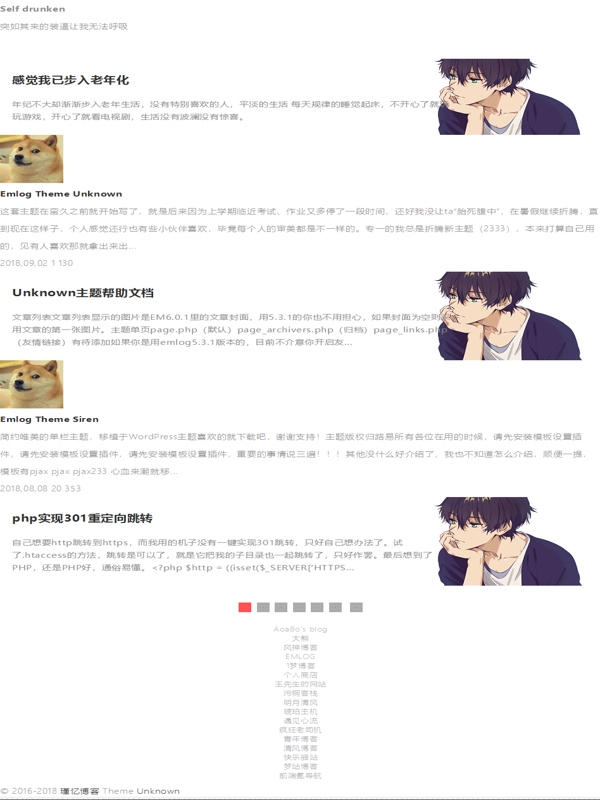 Self drunken
突如其来的装逼让我无法呼吸
感觉我已步入老年化
年纪不大却渐渐步入老年生活，没有特别喜欢的人，平淡的生活 每天规律的睡觉起床，不开心了就
玩游戏，开心了就看电视剧，生活没有波澜没有惊喜。
Emlog Theme Unknown
这套主题在蛮久之前就开始写了，就是后来因为上学期临近考试、作业又多停了一段时间，还好我没让ta"胎死腹中"，在暑假继续折腾，直
到现在这样子，个人感觉还行也有些小伙伴喜欢，毕竟每个人的审美都是不一样的。专一的我总是折腾新主题（2333），本来打算自己用
的，见有人喜欢那就拿出来出...
2018,09,02 1 130
Unknown主题帮助文档
文章列表文章列表显示的图片是EM6.0.1里的文章封面，用5.3.1的你也不用担心，如果封面为空则
用文章的第一张图片。主题单页page.php（默认）page_archivers.php（归档）page_links.php
（友情链接）有待添加如果你是用emlog5.3.1版本的，目前不介意你开启友...
Emlog Theme Siren
简约唯美的单栏主题，移植于WordPress主题喜欢的就下载吧，谢谢支持！主题版权归路易所有各位在用的时候，请先安装模板设置插
件，请先安装模板设置插件，请先安装模板设置插件，重要的事情说三遍！！！其他没什么好介绍了，我也不知道怎么介绍，顺便一提，
模板有pjax pjax pjax233 心血来潮就移...
2018,08,08 20 353
php实现301重定向跳转
自己想要http跳转到https，而我用的机子没有一键实现301跳转，只好自己想办法了。试
了.htaccess的方法，跳转是可以了，就是它把我的子目录也一起跳转了，只好作罢。最后想到了
PHP，还是PHP好，通俗易懂。<?php $http = ((isset($_SERVER['HTTPS...
AoaBo's blog
大熊
风神博客
EMLOG
1梦博客
个人商店
王先生的网站
冷熙客栈
明月清风
琥珀主机
遇见心流
疯狂老司机
青年博客
清风博客
快乐驿站
梦咕博客
前端甎导航
© 2016-2018 瑾忆博客 Theme Unknown